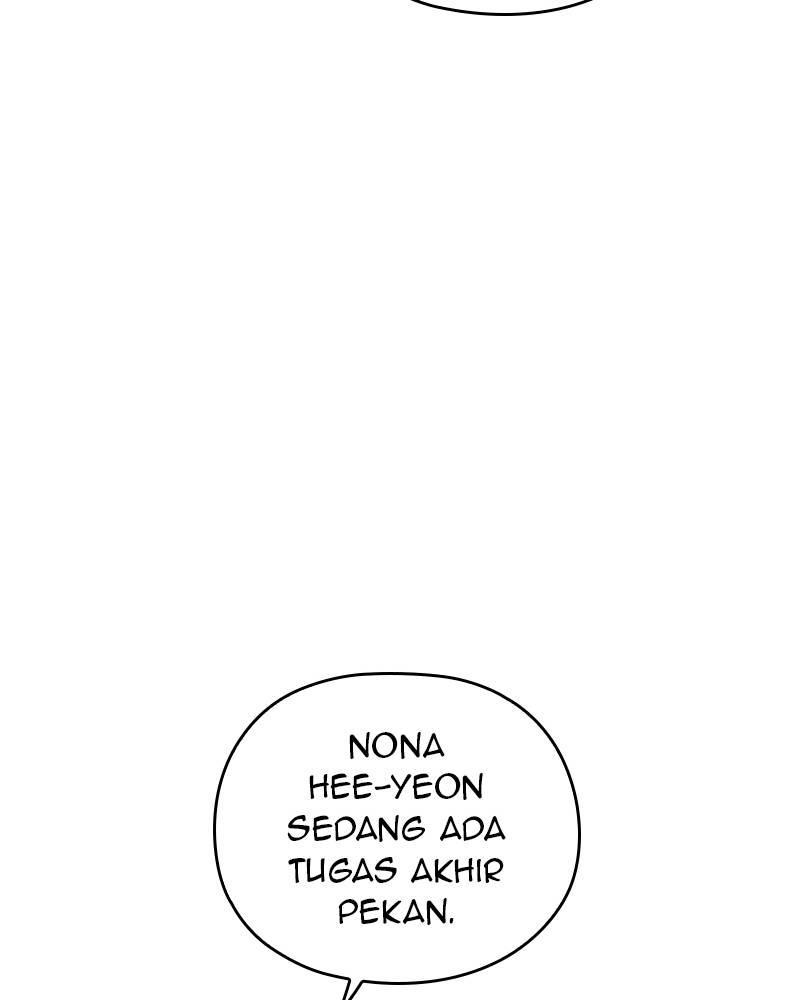 NONA
HEE-YEON
SEDANG ADA
TUGAS AKHIR
PEKAN.